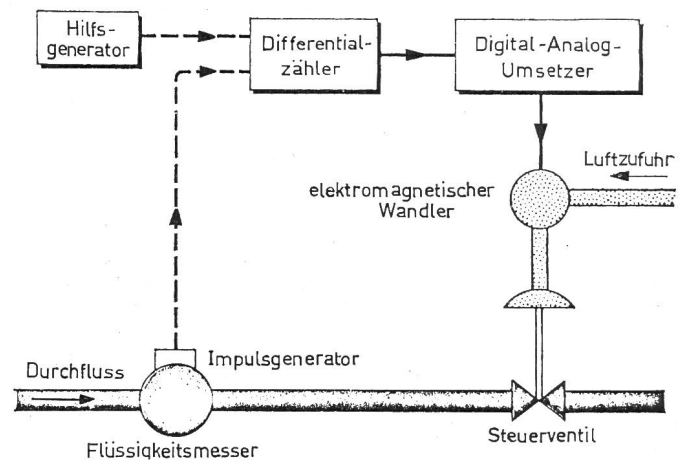 Hilfs-
generator
Differential-
zähler
Digital-Analog-
Umsetzer
Luftzufuhr
elektromagnetischer
Wandler
Impulsgenerator
Durchfluss
Steuerventil
Flüssigkeitsmesser